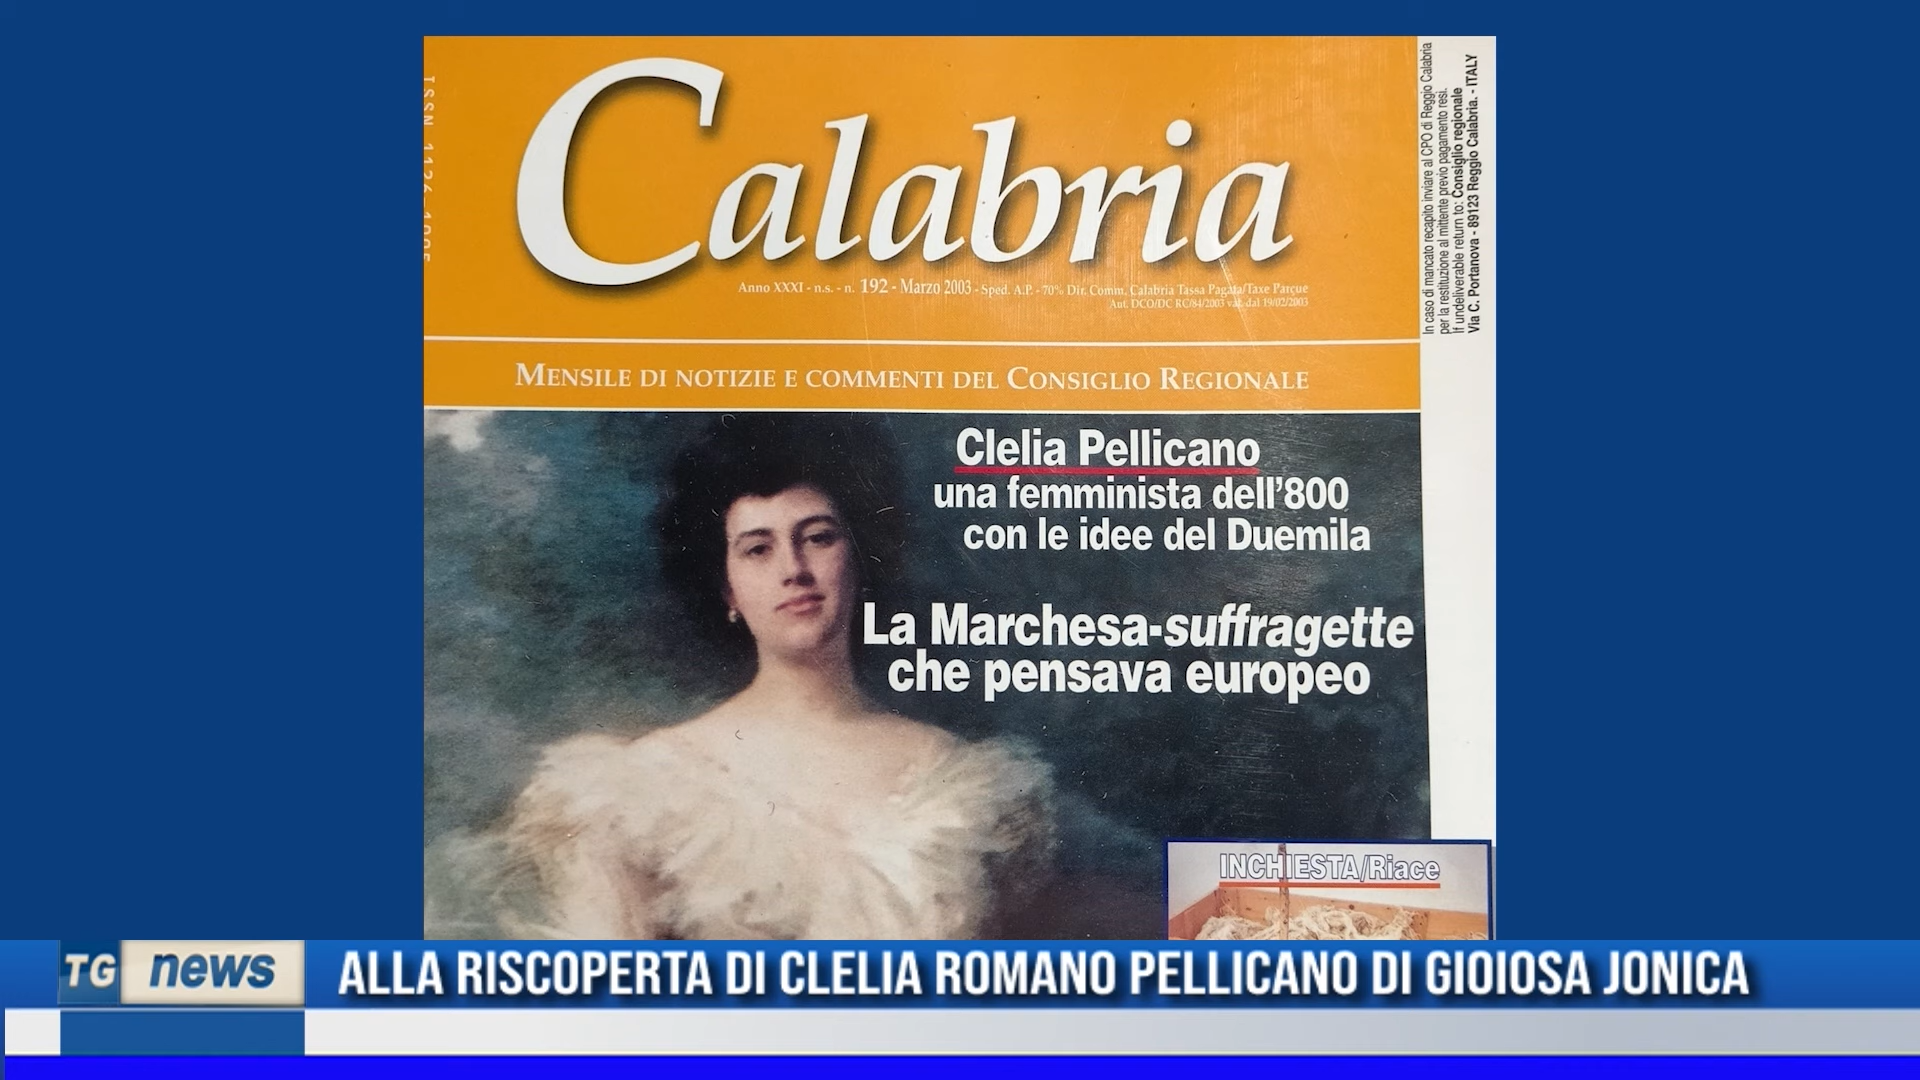 Calabria
Anno XXXI - n.s. - n. 192 - Marzo 2003 - Sped. A.P. - 70% Dir. Comm. Calabria Tassa Pagata/Taxe Parçue
Aut. DCO/DC RC/84/2003 val. dal 19/02/2003
MENSILE DI NOTIZIE E COMMENTI DEL CONSIGLIO REGIONALE
In caso di mancato recapito inviare al CPO di Reggio Calabria
per la restituzione al mittente previo pagamento resi.
If undeliverable return to: Consiglio regionale
Via C. Portanova - 89123 Reggio Calabria. - ITALY
Clelia Pellicano
una femminista dell'800
con le idee del Duemila
La Marchesa-suffragette
che pensava europeo
INCHIESTA/Riace
TG news
ALLA RISCOPERTA DI CLELIA ROMANO PELLICANO DI GIOIOSA JONICA